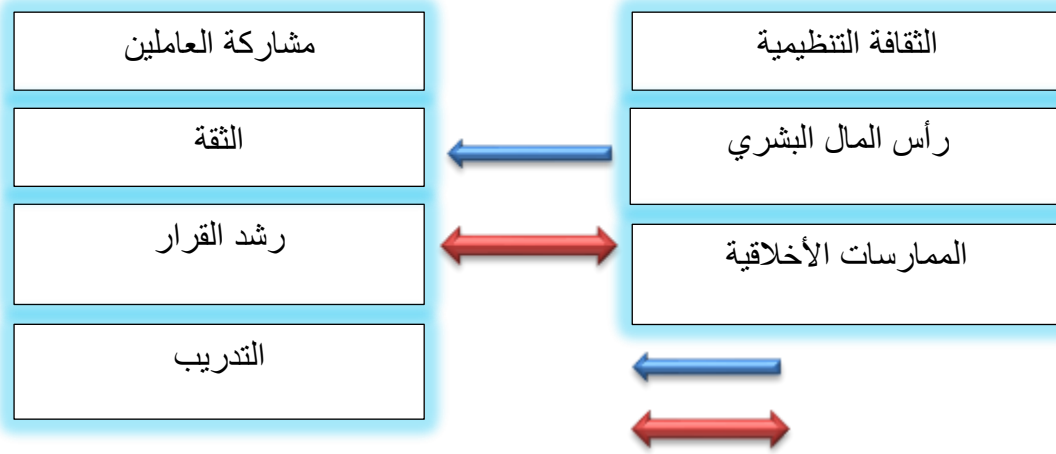 الثقافة التنظيمية
رأس المال البشري
الممارسات الأخلاقية
مشاركة العاملين
الثقة
رشد القرار
التدريب